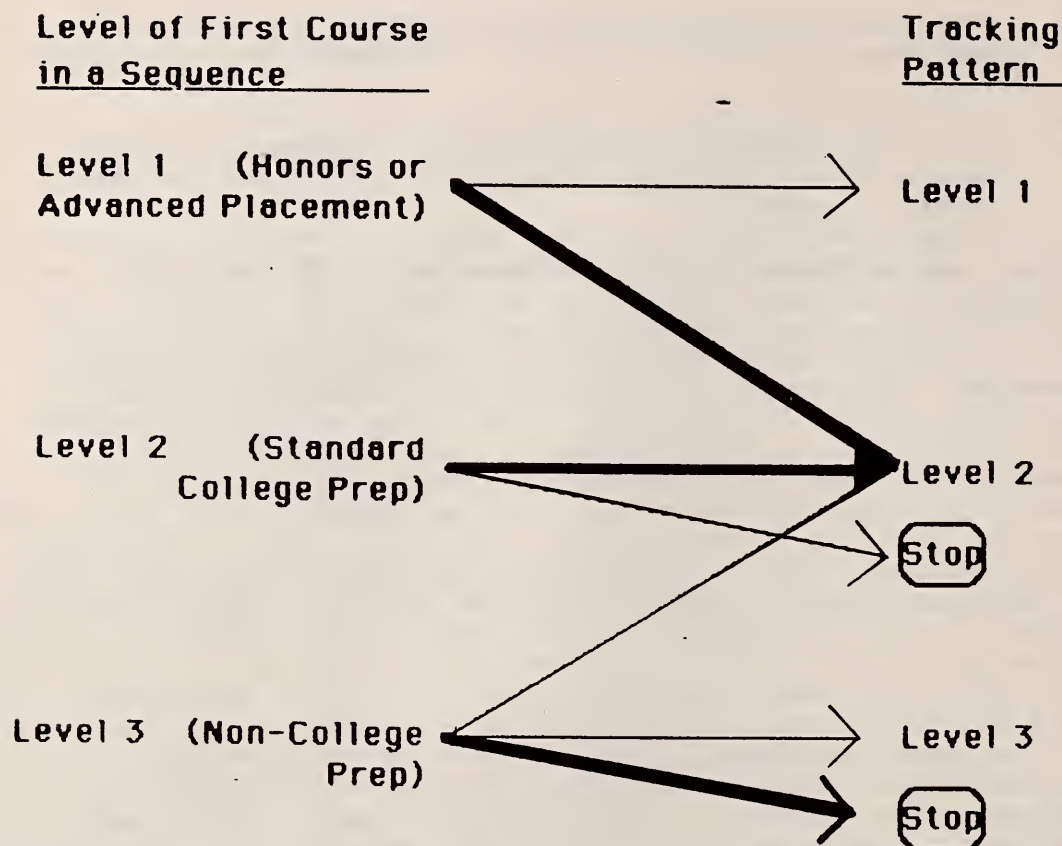 Level of First Course
in a Sequence
Tracking
Pattern
Level 1 (Honors or
Advanced Placement)
Level 1
Level 2 (Standard
College Prep)
Level 2
Stop
Level 3 (Non-College
Prep)
Level 3
Stop